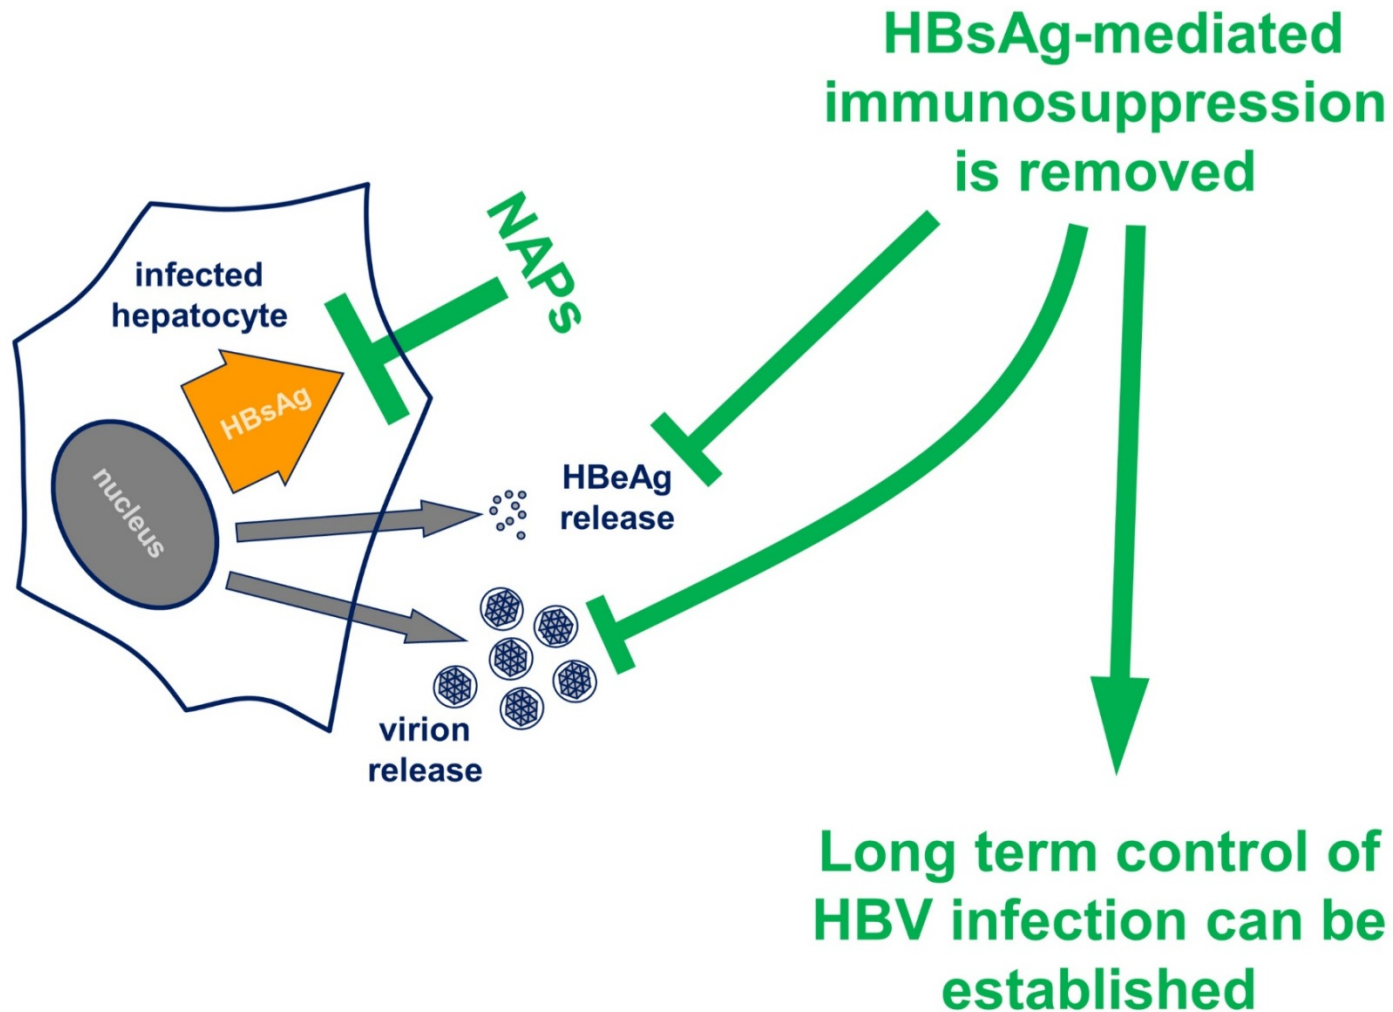 HBsAg-mediated
immunosuppression
is removed
NAPs
infected
hepatocyte
HBsAg
nucleus
HBeAg
release
virion
release
Long term control of
HBV infection can be
established